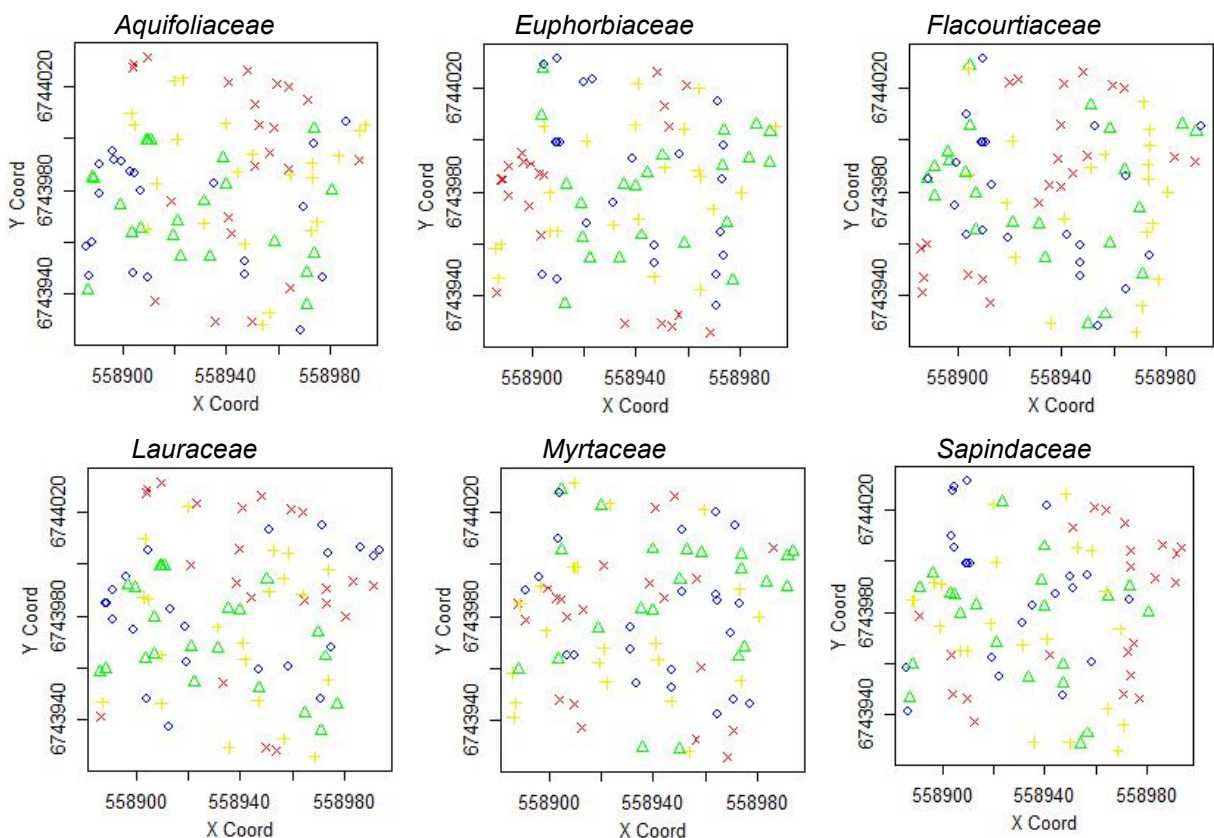 Aquifoliaceae Euphorbiaceae Flacourtiaceae
6743940 6743980 6744020 6743940 6743980 6744020 6743940 6743980 6744020
Y Coord Y Coord Y Coord
558900 558940 558980 558900 558940 558980 558900 558940 558980
X Coord X Coord X Coord
Lauraceae Myrtaceae Sapindaceae
6743940 6743980 6744020 6743940 6743980 6744020 6743940 6743980 6744020
Y Coord Y Coord Y Coord
558900 558940 558980 558900 558940 558980 558900 558940 558980
X Coord X Coord X Coord